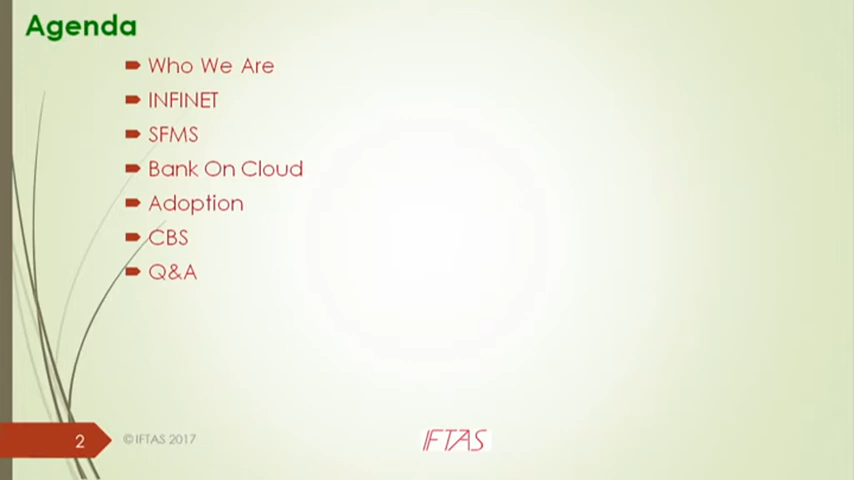 Agenda
Who We Are
INFINET
SFMS
Bank On Cloud
Adoption
CBS
Q&A
2
© IFTAS 2017
IFTAS